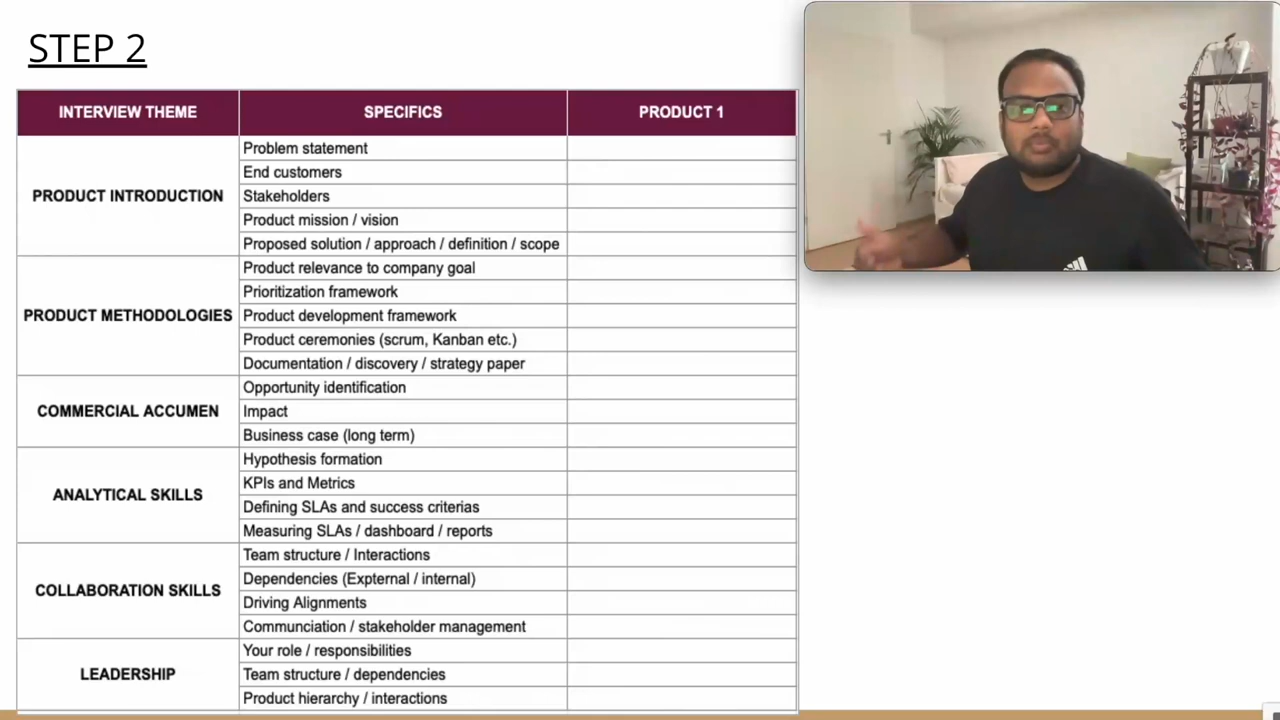 STEP 2
INTERVIEW THEME SPECIFICS PRODUCT 1
PRODUCT INTRODUCTION
Problem statement
End customers
Stakeholders
Product mission / vision
Proposed solution / approach / definition / scope
PRODUCT METHODOLOGIES
Product relevance to company goal
Prioritization framework
Product development framework
Product ceremonies (scrum, Kanban etc.)
Documentation / discovery / strategy paper
COMMERCIAL ACCUMEN
Opportunity identification
Impact
Business case (long term)
ANALYTICAL SKILLS
Hypothesis formation
KPIs and Metrics
Defining SLAs and success criterias
Measuring SLAs / dashboard / reports
COLLABORATION SKILLS
Team structure / Interactions
Dependencies (Expternal / internal)
Driving Alignments
Communciation / stakeholder management
LEADERSHIP
Your role / responsibilities
Team structure / dependencies
Product hierarchy / interactions